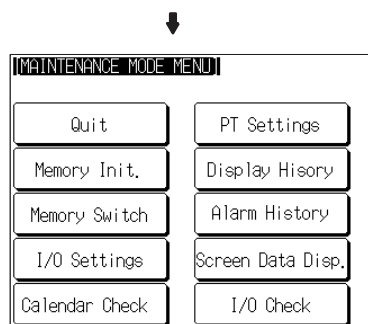 [MAINTENANCE MODE MENU]
Quit
PT Settings
Memory Init.
Display Hisory
Memory Switch
Alarm History
I/O Settings
Screen Data Disp.
Calendar Check
I/O Check